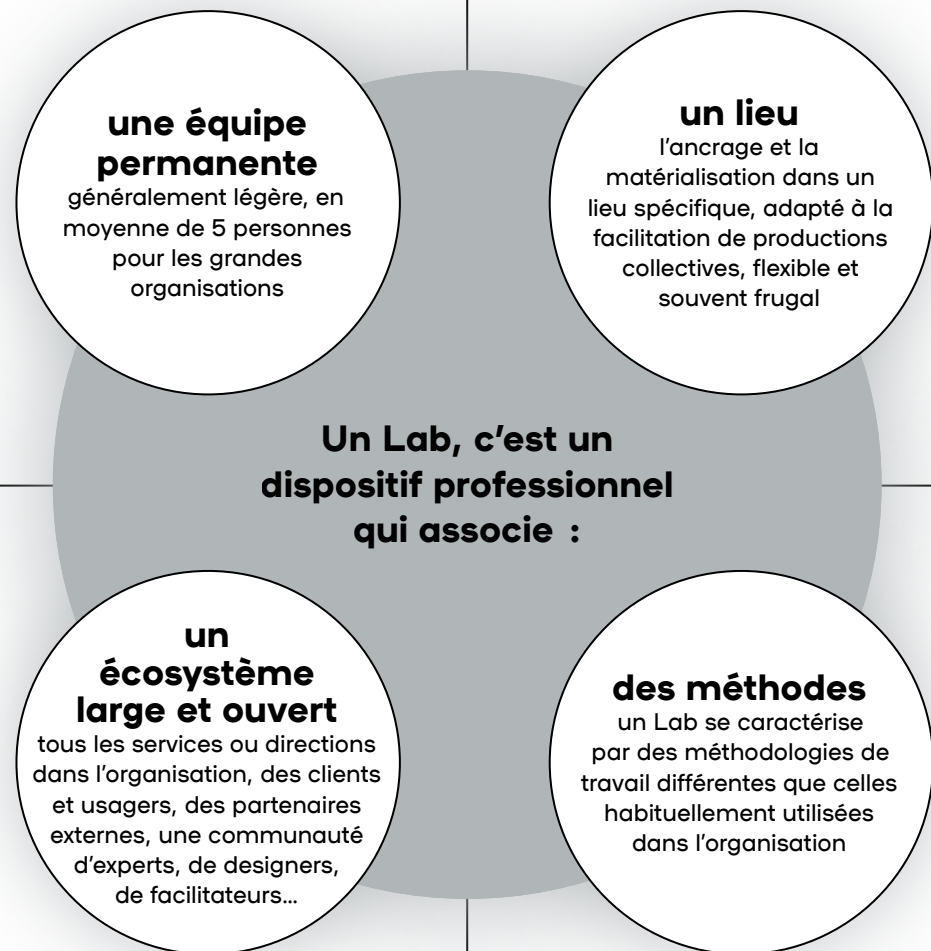 une équipe
permanente
généralement légère, en
moyenne de 5 personnes
pour les grandes
organisations
un lieu
l'ancrage et la
matérialisation dans un
lieu spécifique, adapté à la
facilitation de productions
collectives, flexible et
souvent frugal
Un Lab, c'est un
dispositif professionnel
qui associe :
un
écosystème
large et ouvert
tous les services ou directions
dans l'organisation, des clients
et usagers, des partenaires
externes, une communauté
d'experts, de designers,
de facilitateurs...
des méthodes
un Lab se caractérise
par des méthodologies de
travail différentes que celles
habituellement utilisées
dans l'organisation